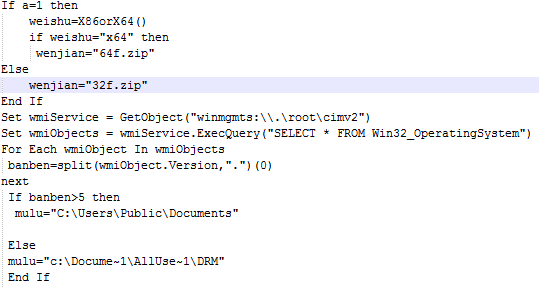 If a=1 then
weishu=X86orX64()
if weishu="x64" then
wenjian="64f.zip"
Else
wenjian="32f.zip"
End If
Set wmiService = GetObject("winmgmts:\\.\root\cimv2")
Set wmiObjects = wmiService.ExecQuery("SELECT * FROM Win32_OperatingSystem")
For Each wmiObject In wmiObjects
banben=split(wmiObject.Version,".")(0)
next
If banben>5 then
mulu="C:\Users\Public\Documents"
Else
mulu="c:\Docume~1\AllUse~1\DRM"
End If